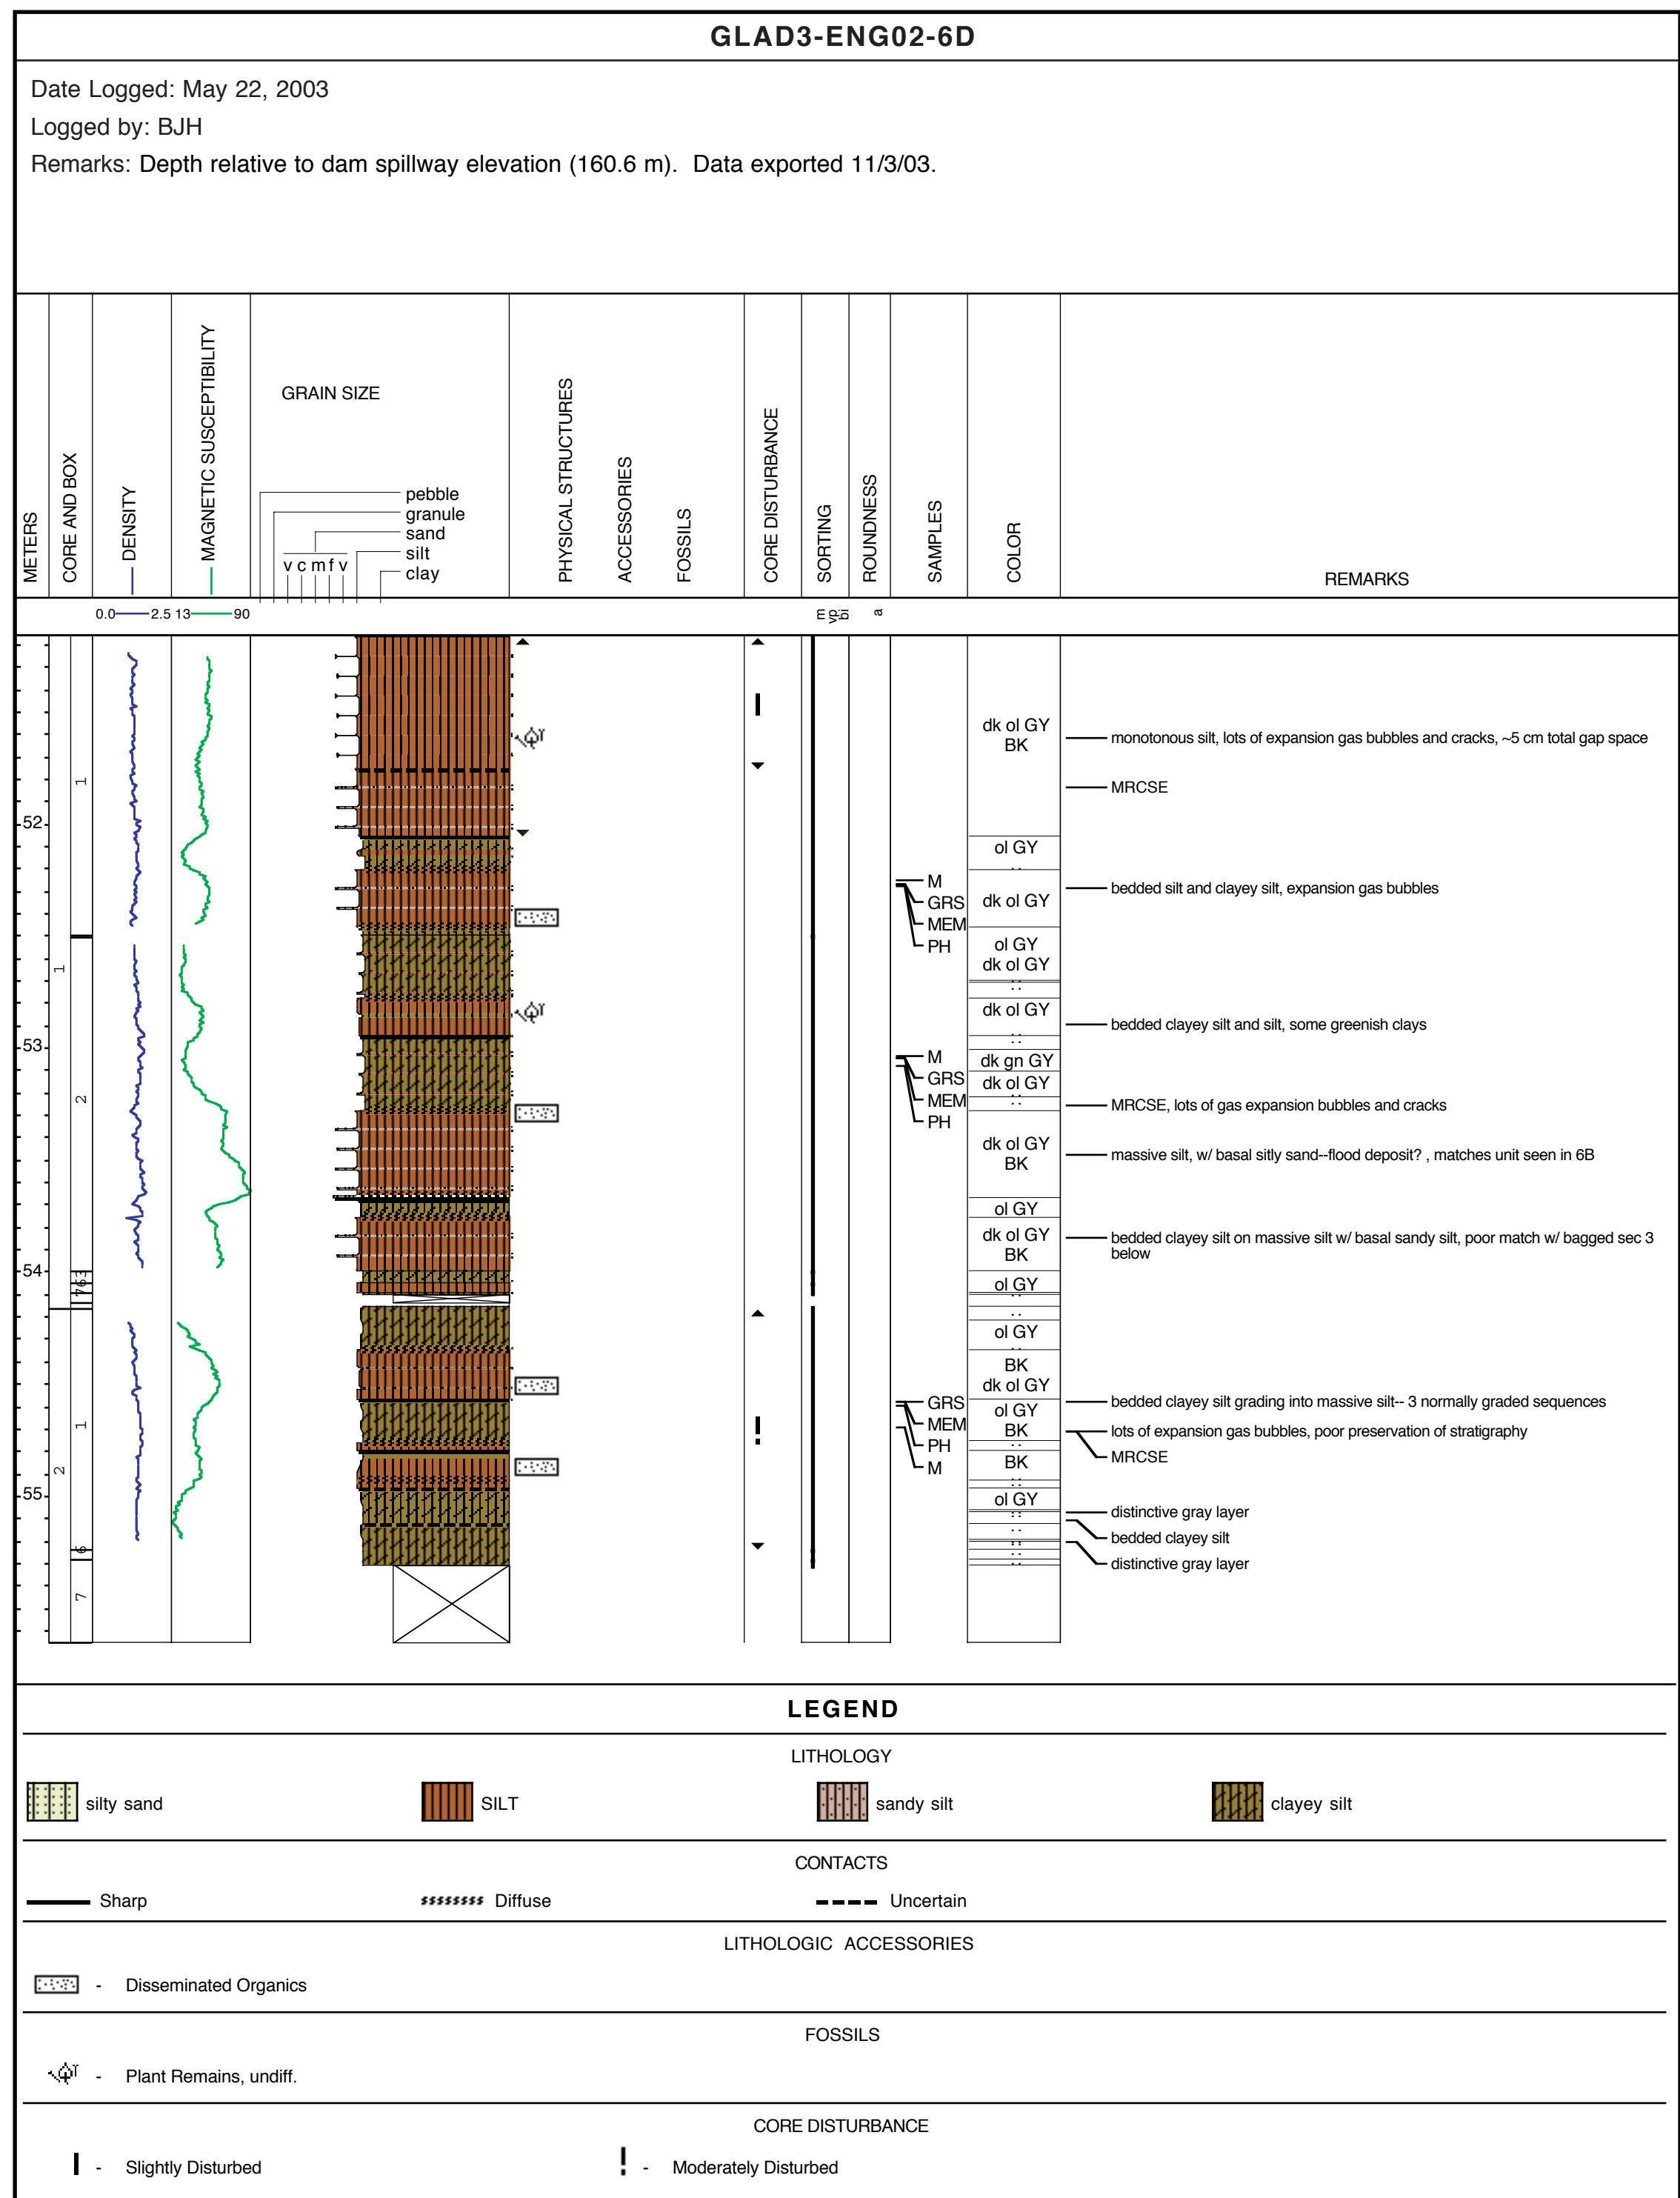 GLAD3-ENG02-6D
Date Logged: May 22, 2003
Logged by: BJH
Remarks: Depth relative to dam spillway elevation (160.6 m). Data exported 11/3/03.
METERS
CORE AND BOX
DENSITY
MAGNETIC SUSCEPTIBILITY
GRAIN SIZE
pebble
granule
sand
silt
clay
v c m f v
PHYSICAL STRUCTURES
ACCESSORIES
FOSSILS
CORE DISTURBANCE
SORTING
ROUNDNESS
SAMPLES
COLOR
REMARKS
0.0 2.5 13 90
m
vp
bi
a
dk ol GY
BK
monotonous silt, lots of expansion gas bubbles and cracks, ~5 cm total gap space
1
MRCSE
52
ol GY
M
GRS
MEM
PH
dk ol GY
bedded silt and clayey silt, expansion gas bubbles
ol GY
dk ol GY
1
dk ol GY
bedded clayey silt and silt, some greenish clays
53
M
GRS
MEM
PH
dk gn GY
dk ol GY
2
MRCSE, lots of gas expansion bubbles and cracks
dk ol GY
BK
massive silt, w/ basal sitly sand--flood deposit? , matches unit seen in 6B
ol GY
dk ol GY
BK
bedded clayey silt on massive silt w/ basal sandy silt, poor match w/ bagged sec 3
below
54
3
6
7
ol GY
ol GY
BK
dk ol GY
GRS
MEM
PH
M
bedded clayey silt grading into massive silt-- 3 normally graded sequences
ol GY
BK
1
lots of expansion gas bubbles, poor preservation of stratigraphy
MRCSE
BK
2
55
ol GY
distinctive gray layer
bedded clayey silt
6
distinctive gray layer
7
LEGEND
LITHOLOGY
silty sand
SILT
sandy silt
clayey silt
CONTACTS
Sharp
Diffuse
Uncertain
LITHOLOGIC ACCESSORIES
- Disseminated Organics
FOSSILS
- Plant Remains, undiff.
CORE DISTURBANCE
- Slightly Disturbed
- Moderately Disturbed